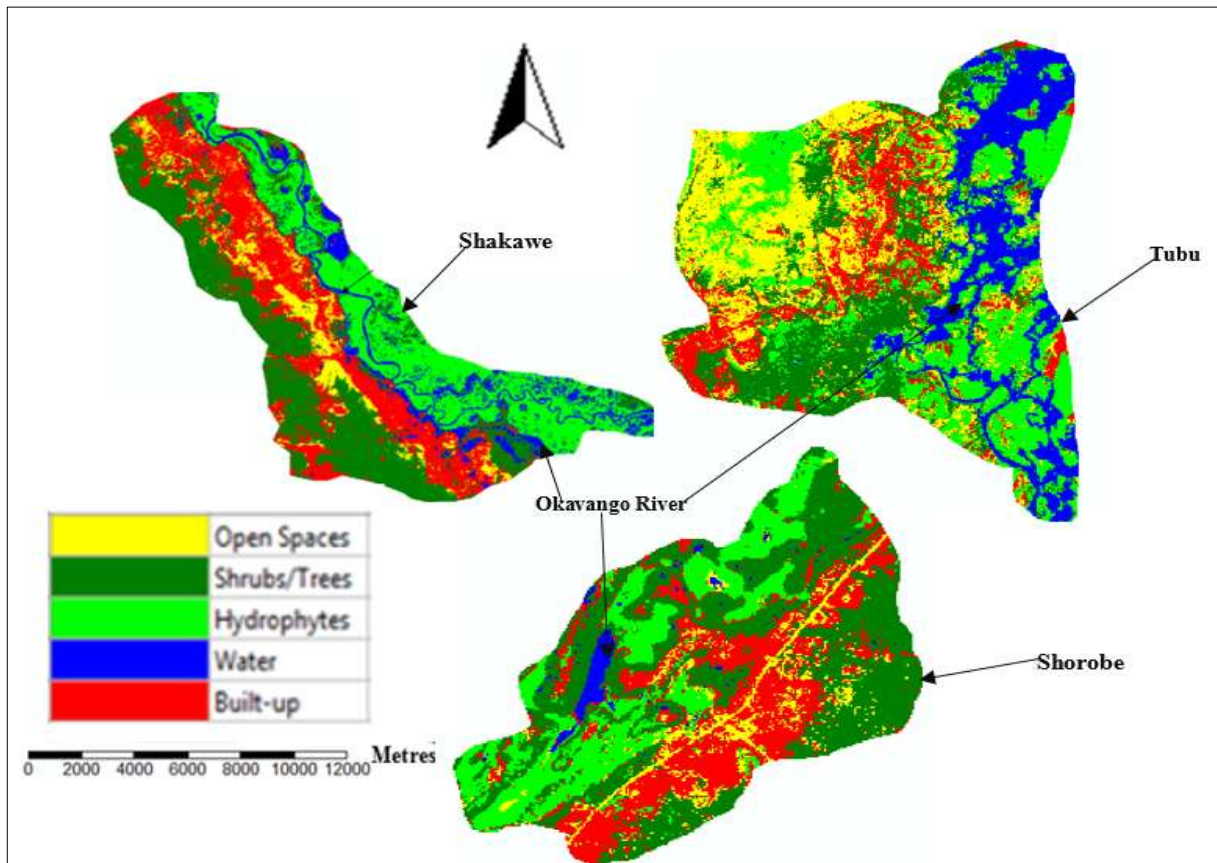 Shakawe
Tubu
Okavango River
Open Spaces
Shrubs/Trees
Hydrophytes
Water
Built-up
Shorobe
Metres
0 2000 4000 6000 8000 10000 12000